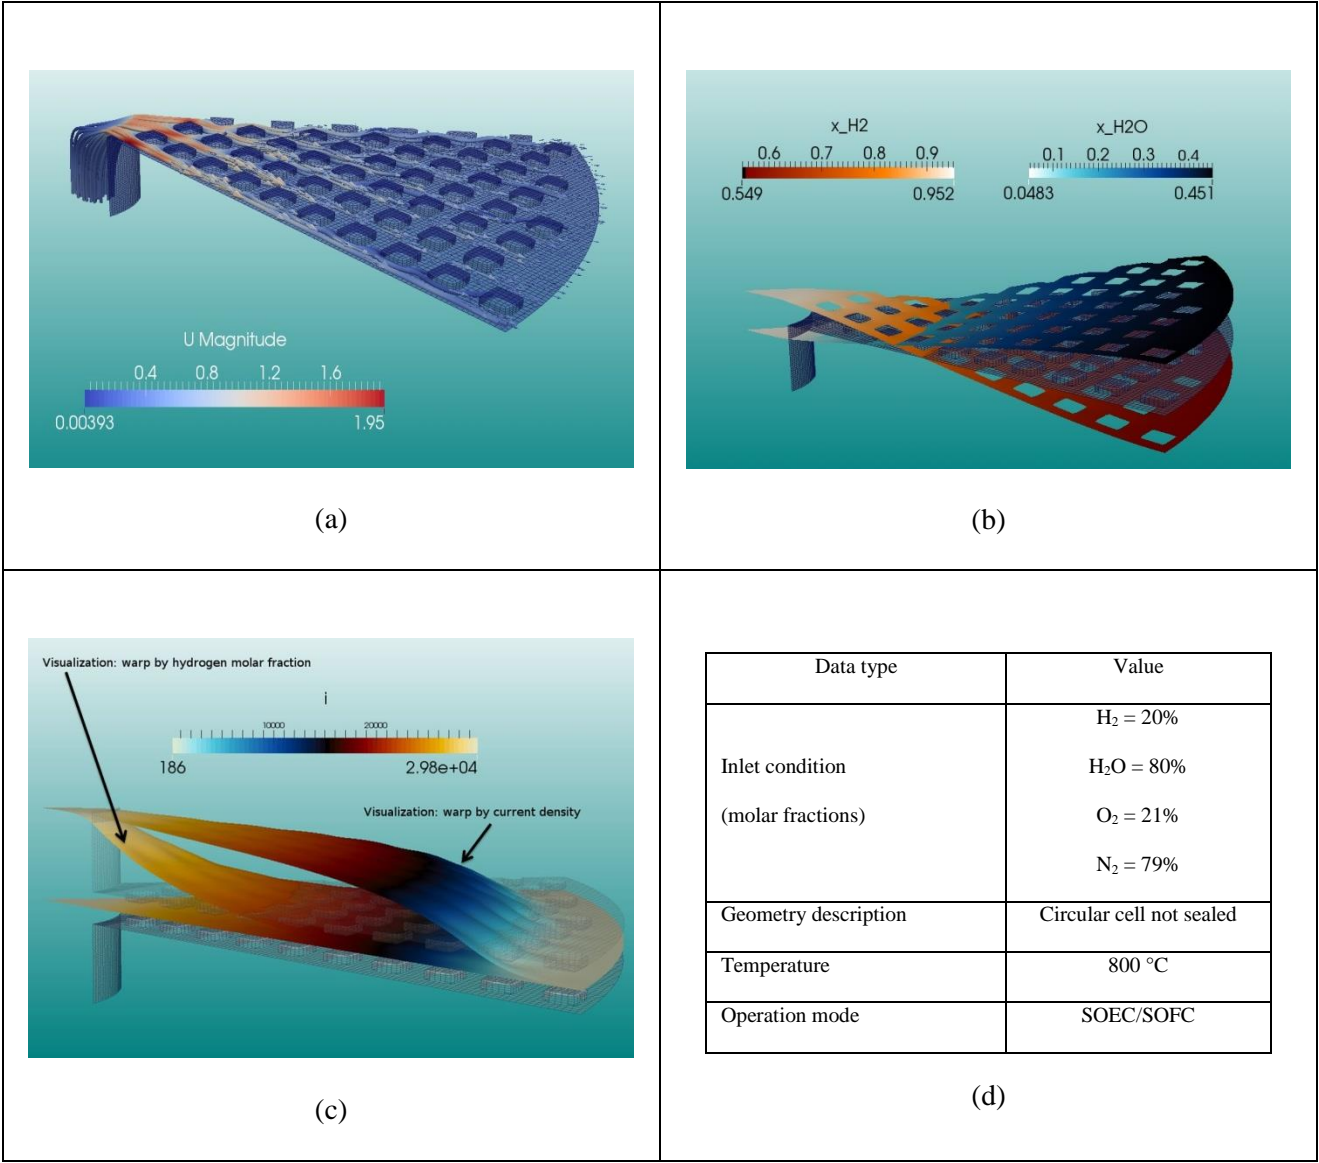 U Magnitude
0.4 0.8 1.2 1.6
0.00393 1.95
(a)
x_H2 x_H2O
0.6 0.7 0.8 0.9 0.1 0.2 0.3 0.4
0.549 0.952 0.0483 0.451
(b)
Visualization: warp by hydrogen molar fraction
i
10000 20000
186 2.98e+04
Visualization: warp by current density
(c)
Data type Value
Inlet condition
(molar fractions)
H₂ = 20%
H₂O = 80%
O₂ = 21%
N₂ = 79%
Geometry description Circular cell not sealed
Temperature 800 °C
Operation mode SOEC/SOFC
(d)